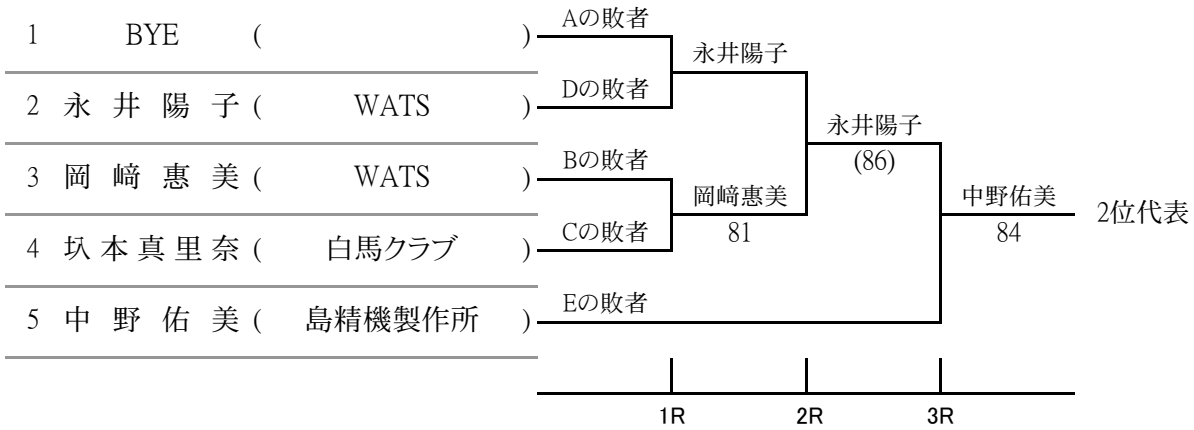 1 BYE ( ) Aの敗者
永井陽子
2 永井陽子( WATS ) Dの敗者
永井陽子
(86)
3 岡﨑惠美( WATS ) Bの敗者
岡﨑惠美
81
中野佑美
84
2位代表
4 圦本真里奈( 白馬クラブ ) Cの敗者
5 中野佑美( 島精機製作所 ) Eの敗者
1R 2R 3R